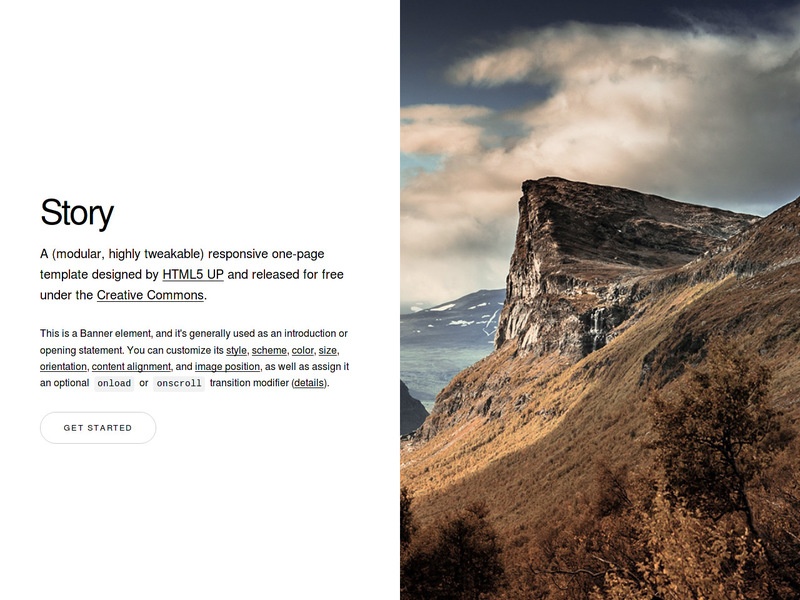 Story
A (modular, highly tweakable) responsive one-page
template designed by HTML5 UP and released for free
under the Creative Commons.
This is a Banner element, and it's generally used as an introduction or
opening statement. You can customize its style, scheme, color, size,
orientation, content alignment, and image position, as well as assign it
an optional onload or onscroll transition modifier (details).
GET STARTED